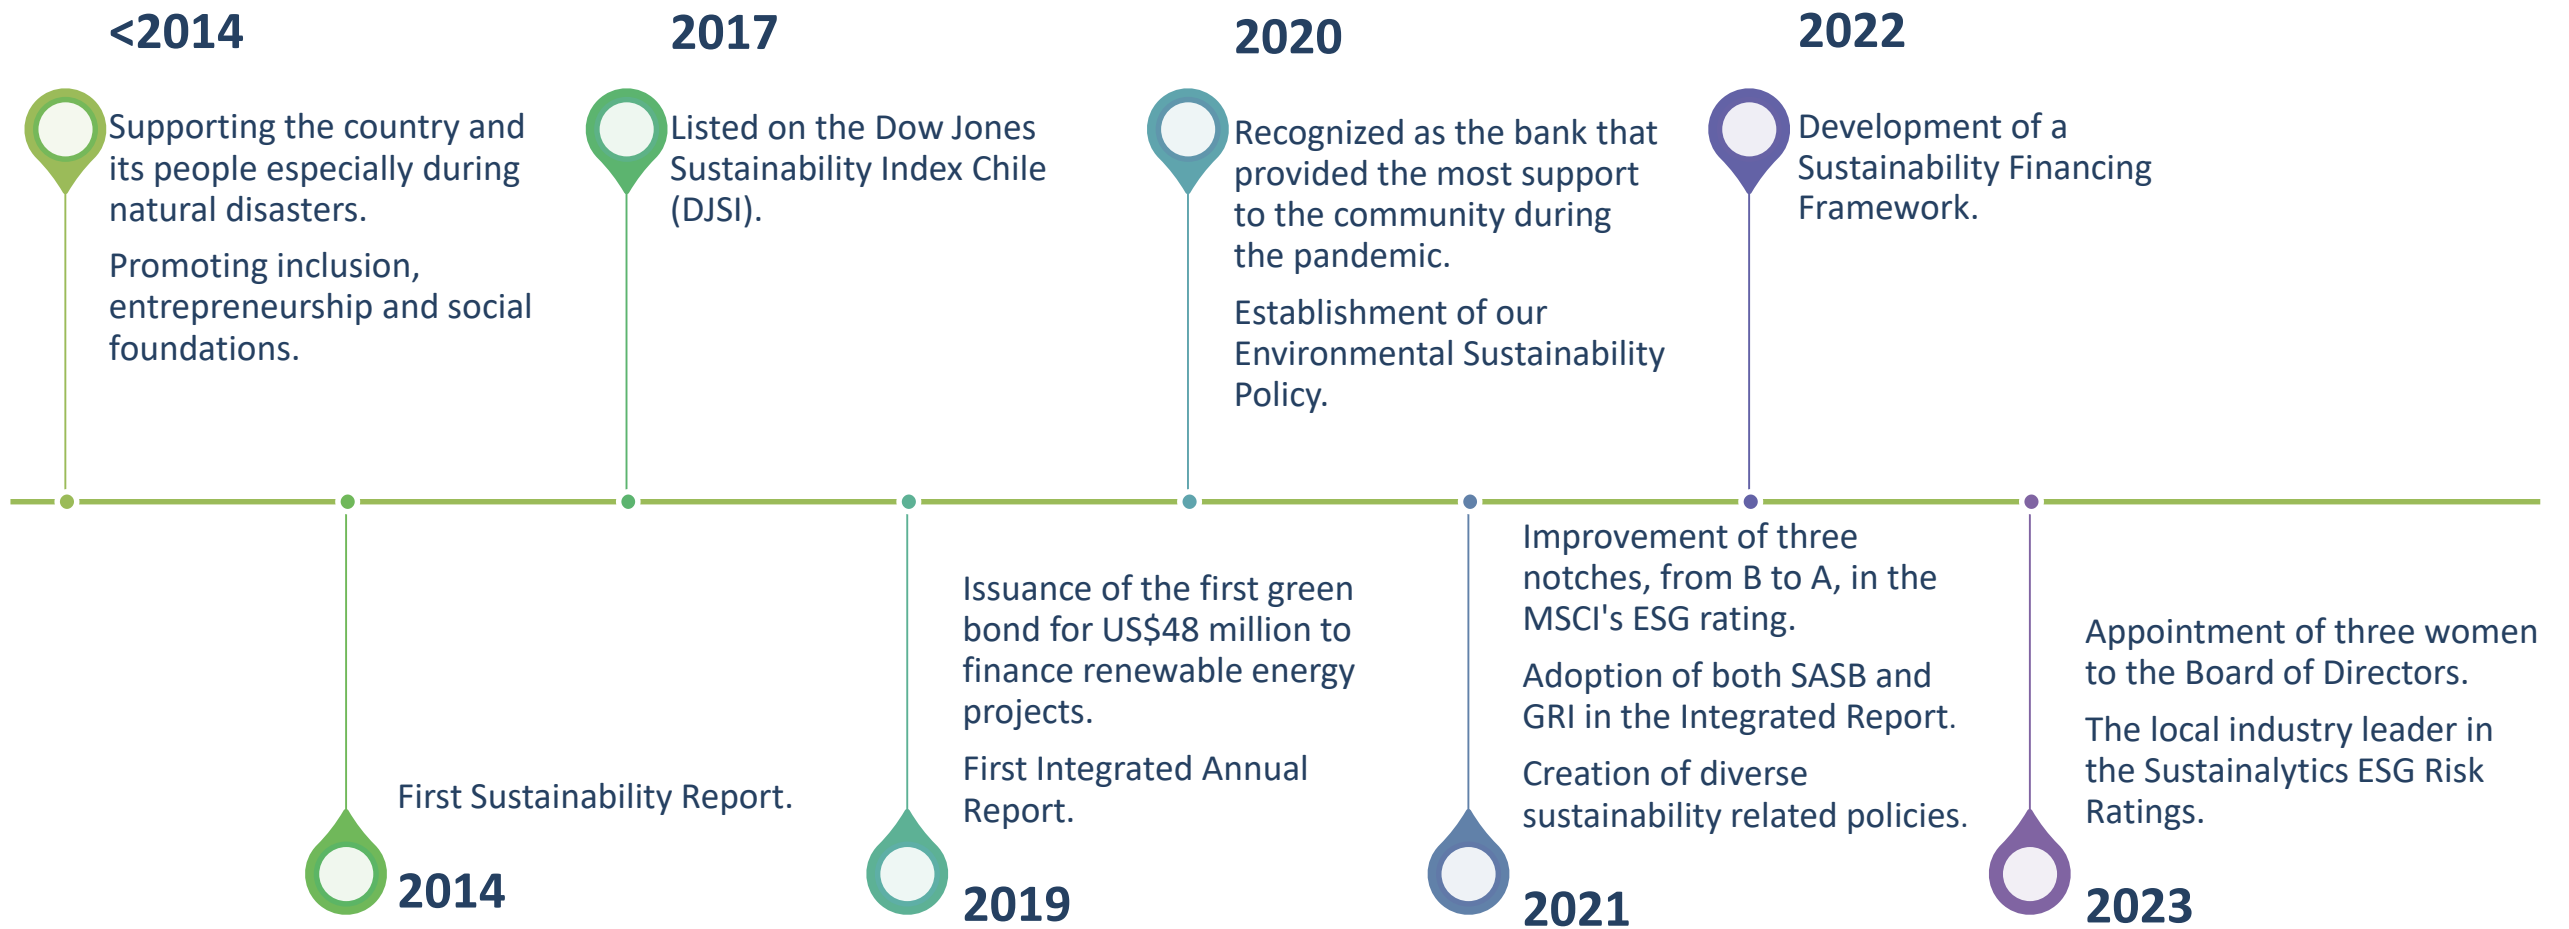 <2014
Supporting the country and
its people especially during
natural disasters.
Promoting inclusion,
entrepreneurship and social
foundations.
2017
Listed on the Dow Jones
Sustainability Index Chile
(DJSI).
2020
Recognized as the bank that
provided the most support
to the community during
the pandemic.
Establishment of our
Environmental Sustainability
Policy.
2022
Development of a
Sustainability Financing
Framework.
First Sustainability Report.
2014
Issuance of the first green
bond for US$48 million to
finance renewable energy
projects.
First Integrated Annual
Report.
2019
Improvement of three
notches, from B to A, in the
MSCI's ESG rating.
Adoption of both SASB and
GRI in the Integrated Report.
Creation of diverse
sustainability related policies.
2021
Appointment of three women
to the Board of Directors.
The local industry leader in
the Sustainalytics ESG Risk
Ratings.
2023